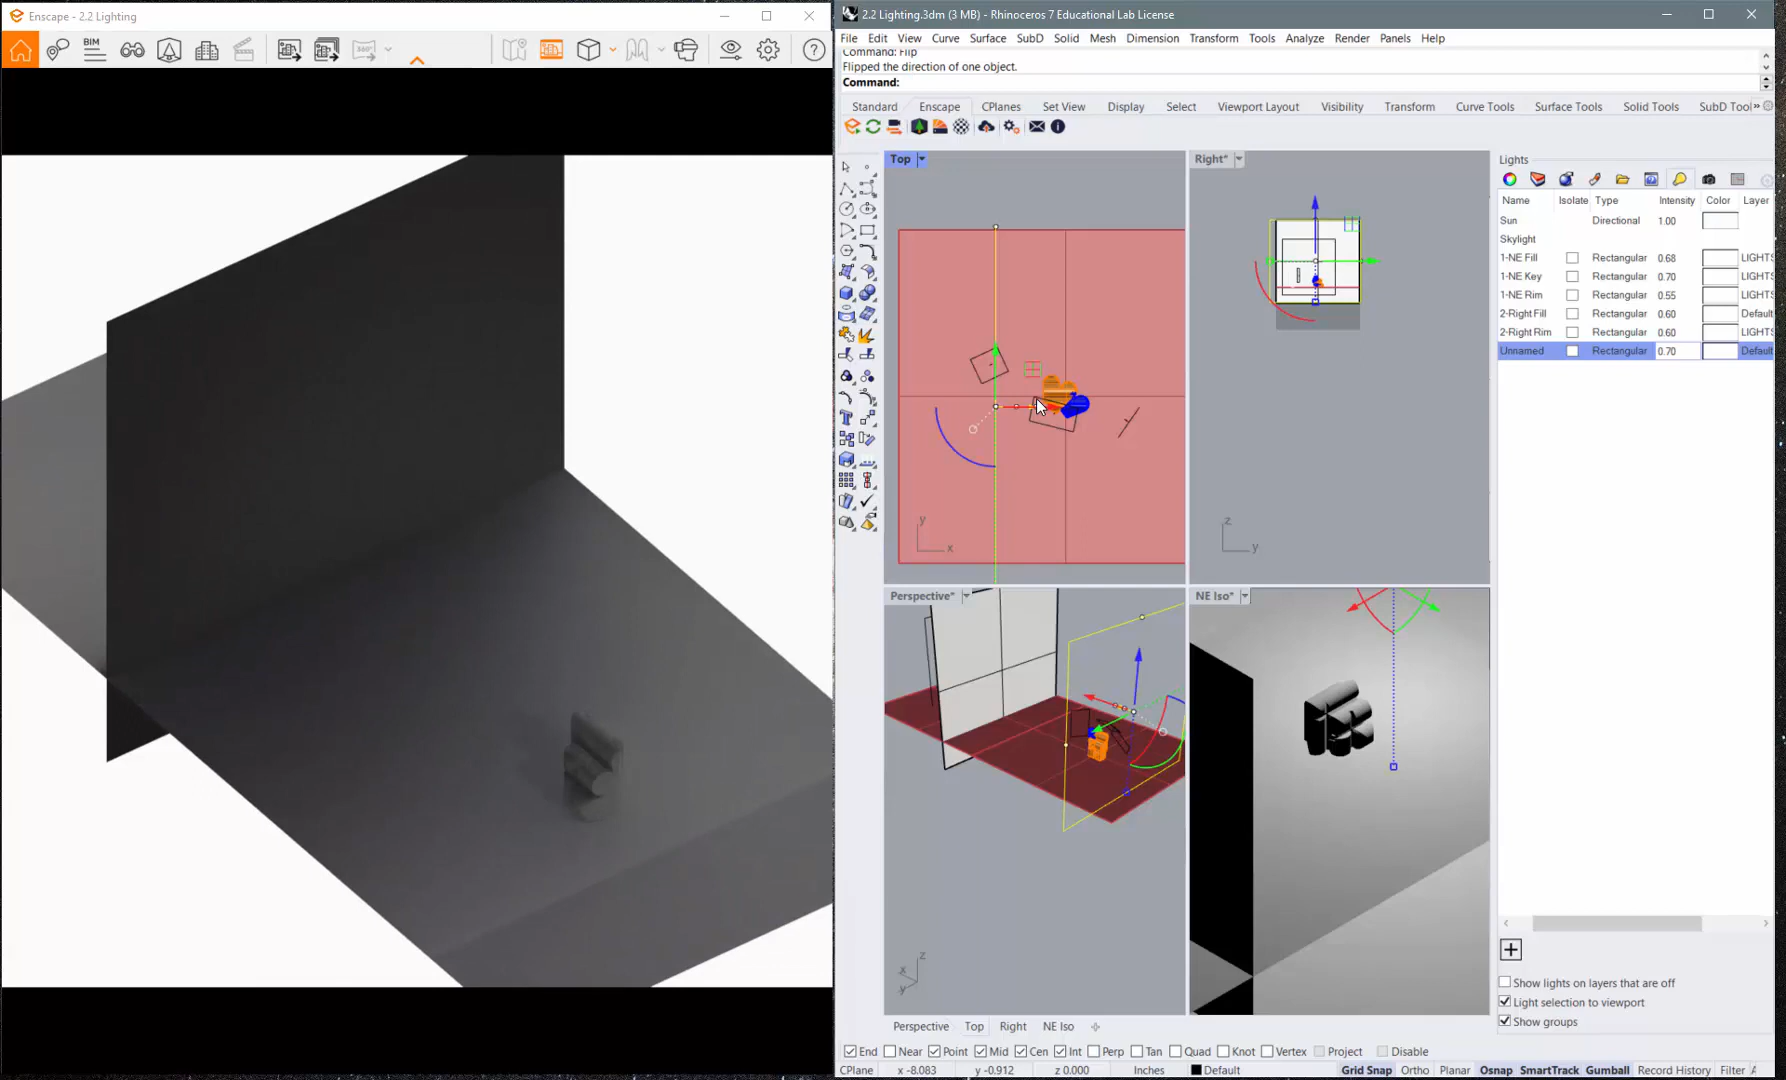 Enscape - 2.2 Lighting
BIM
360°
2.2 Lighting.3dm (3 MB) - Rhinoceros 7 Educational Lab License
File Edit View Curve Surface SubD Solid Mesh Dimension Transform Tools Analyze Render Panels Help
Command: Flip
Flipped the direction of one object.
Command:
Standard Enscape CPlanes Set View Display Select Viewport Layout Visibility Transform Curve Tools Surface Tools Solid Tools SubD Tool »
Top
y
x
Right*
z
y
Perspective*
z
x
y
NE Iso*
Lights
Name Isolate Type Intensity Color Layer
Sun Directional 1.00
Skylight
1-NE Fill Rectangular 0.68 LIGHTS
1-NE Key Rectangular 0.70 LIGHTS
1-NE Rim Rectangular 0.55 LIGHTS
2-Right Fill Rectangular 0.60 Default
2-Right Rim Rectangular 0.60 LIGHTS
Unnamed Rectangular 0.70 Default
Show lights on layers that are off
Light selection to viewport
Show groups
Perspective Top Right NE Iso
End Near Point Mid Cen Int Perp Tan Quad Knot Vertex Project Disable
CPlane x -8.083 y -0.912 z 0.000 Inches Default Grid Snap Ortho Planar Osnap SmartTrack Gumball Record History Filter